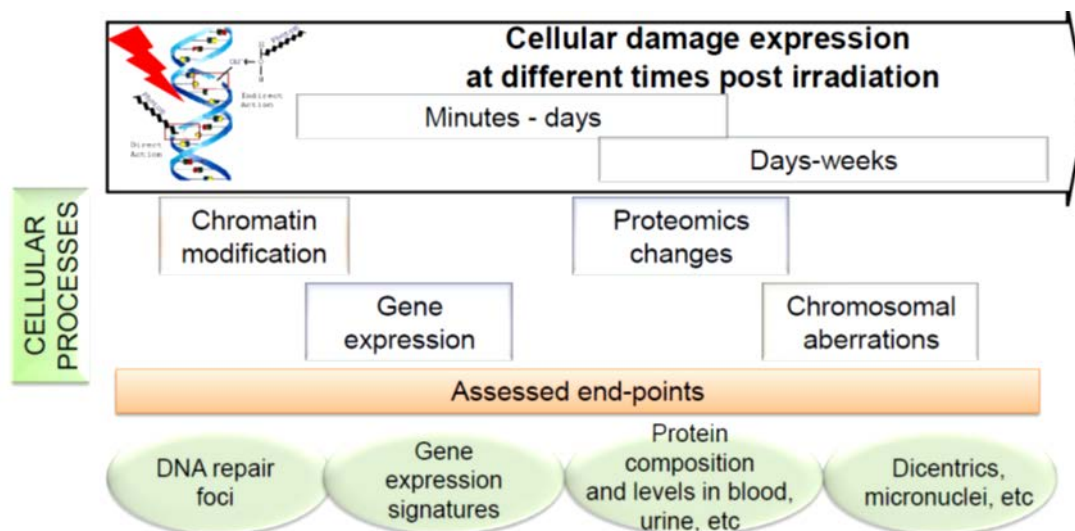 Cellular damage expression
at different times post irradiation
Indirect
Action
Direct
Action
Minutes - days
Days-weeks
CELLULAR
PROCESSES
Chromatin
modification
Proteomics
changes
Gene
expression
Chromosomal
aberrations
Assessed end-points
DNA repair
foci
Gene
expression
signatures
Protein
composition
and levels in blood,
urine, etc
Dicentrics,
micronuclei, etc